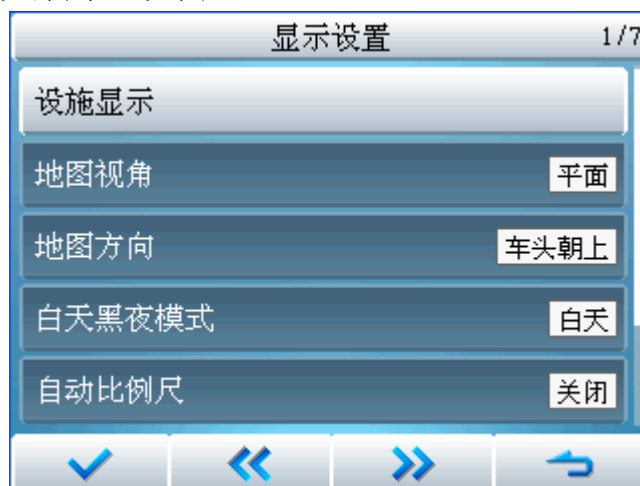 显示设置 1/7
设施显示
地图视角 平面
地图方向 车头朝上
白天黑夜模式 白天
自动比例尺 关闭